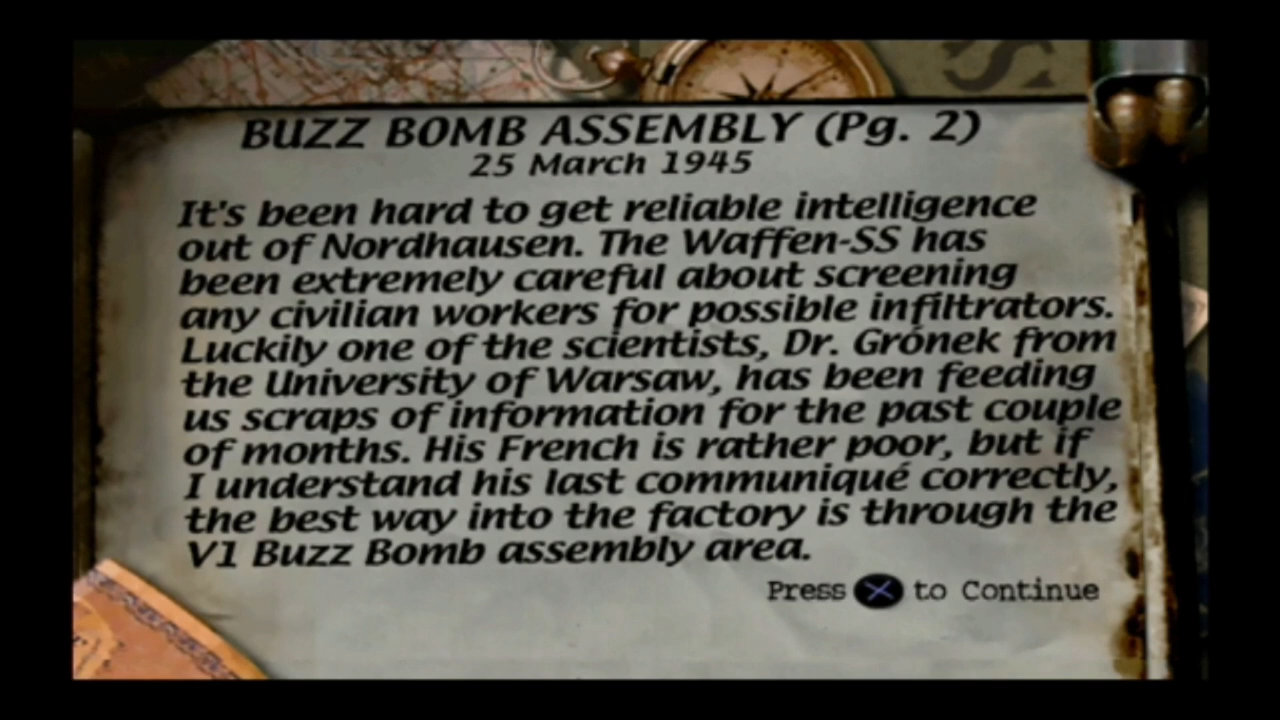 BUZZ BOMB ASSEMBLY (Pg. 2)
25 March 1945
It's been hard to get reliable intelligence
out of Nordhausen. The Waffen-SS has
been extremely careful about screening
any civilian workers for possible infiltrators.
Luckily one of the scientists, Dr. Grónek from
the University of Warsaw, has been feeding
us scraps of information for the past couple
of months. His French is rather poor, but if
I understand his last communiqué correctly,
the best way into the factory is through the
V1 Buzz Bomb assembly area.
Press X to Continue